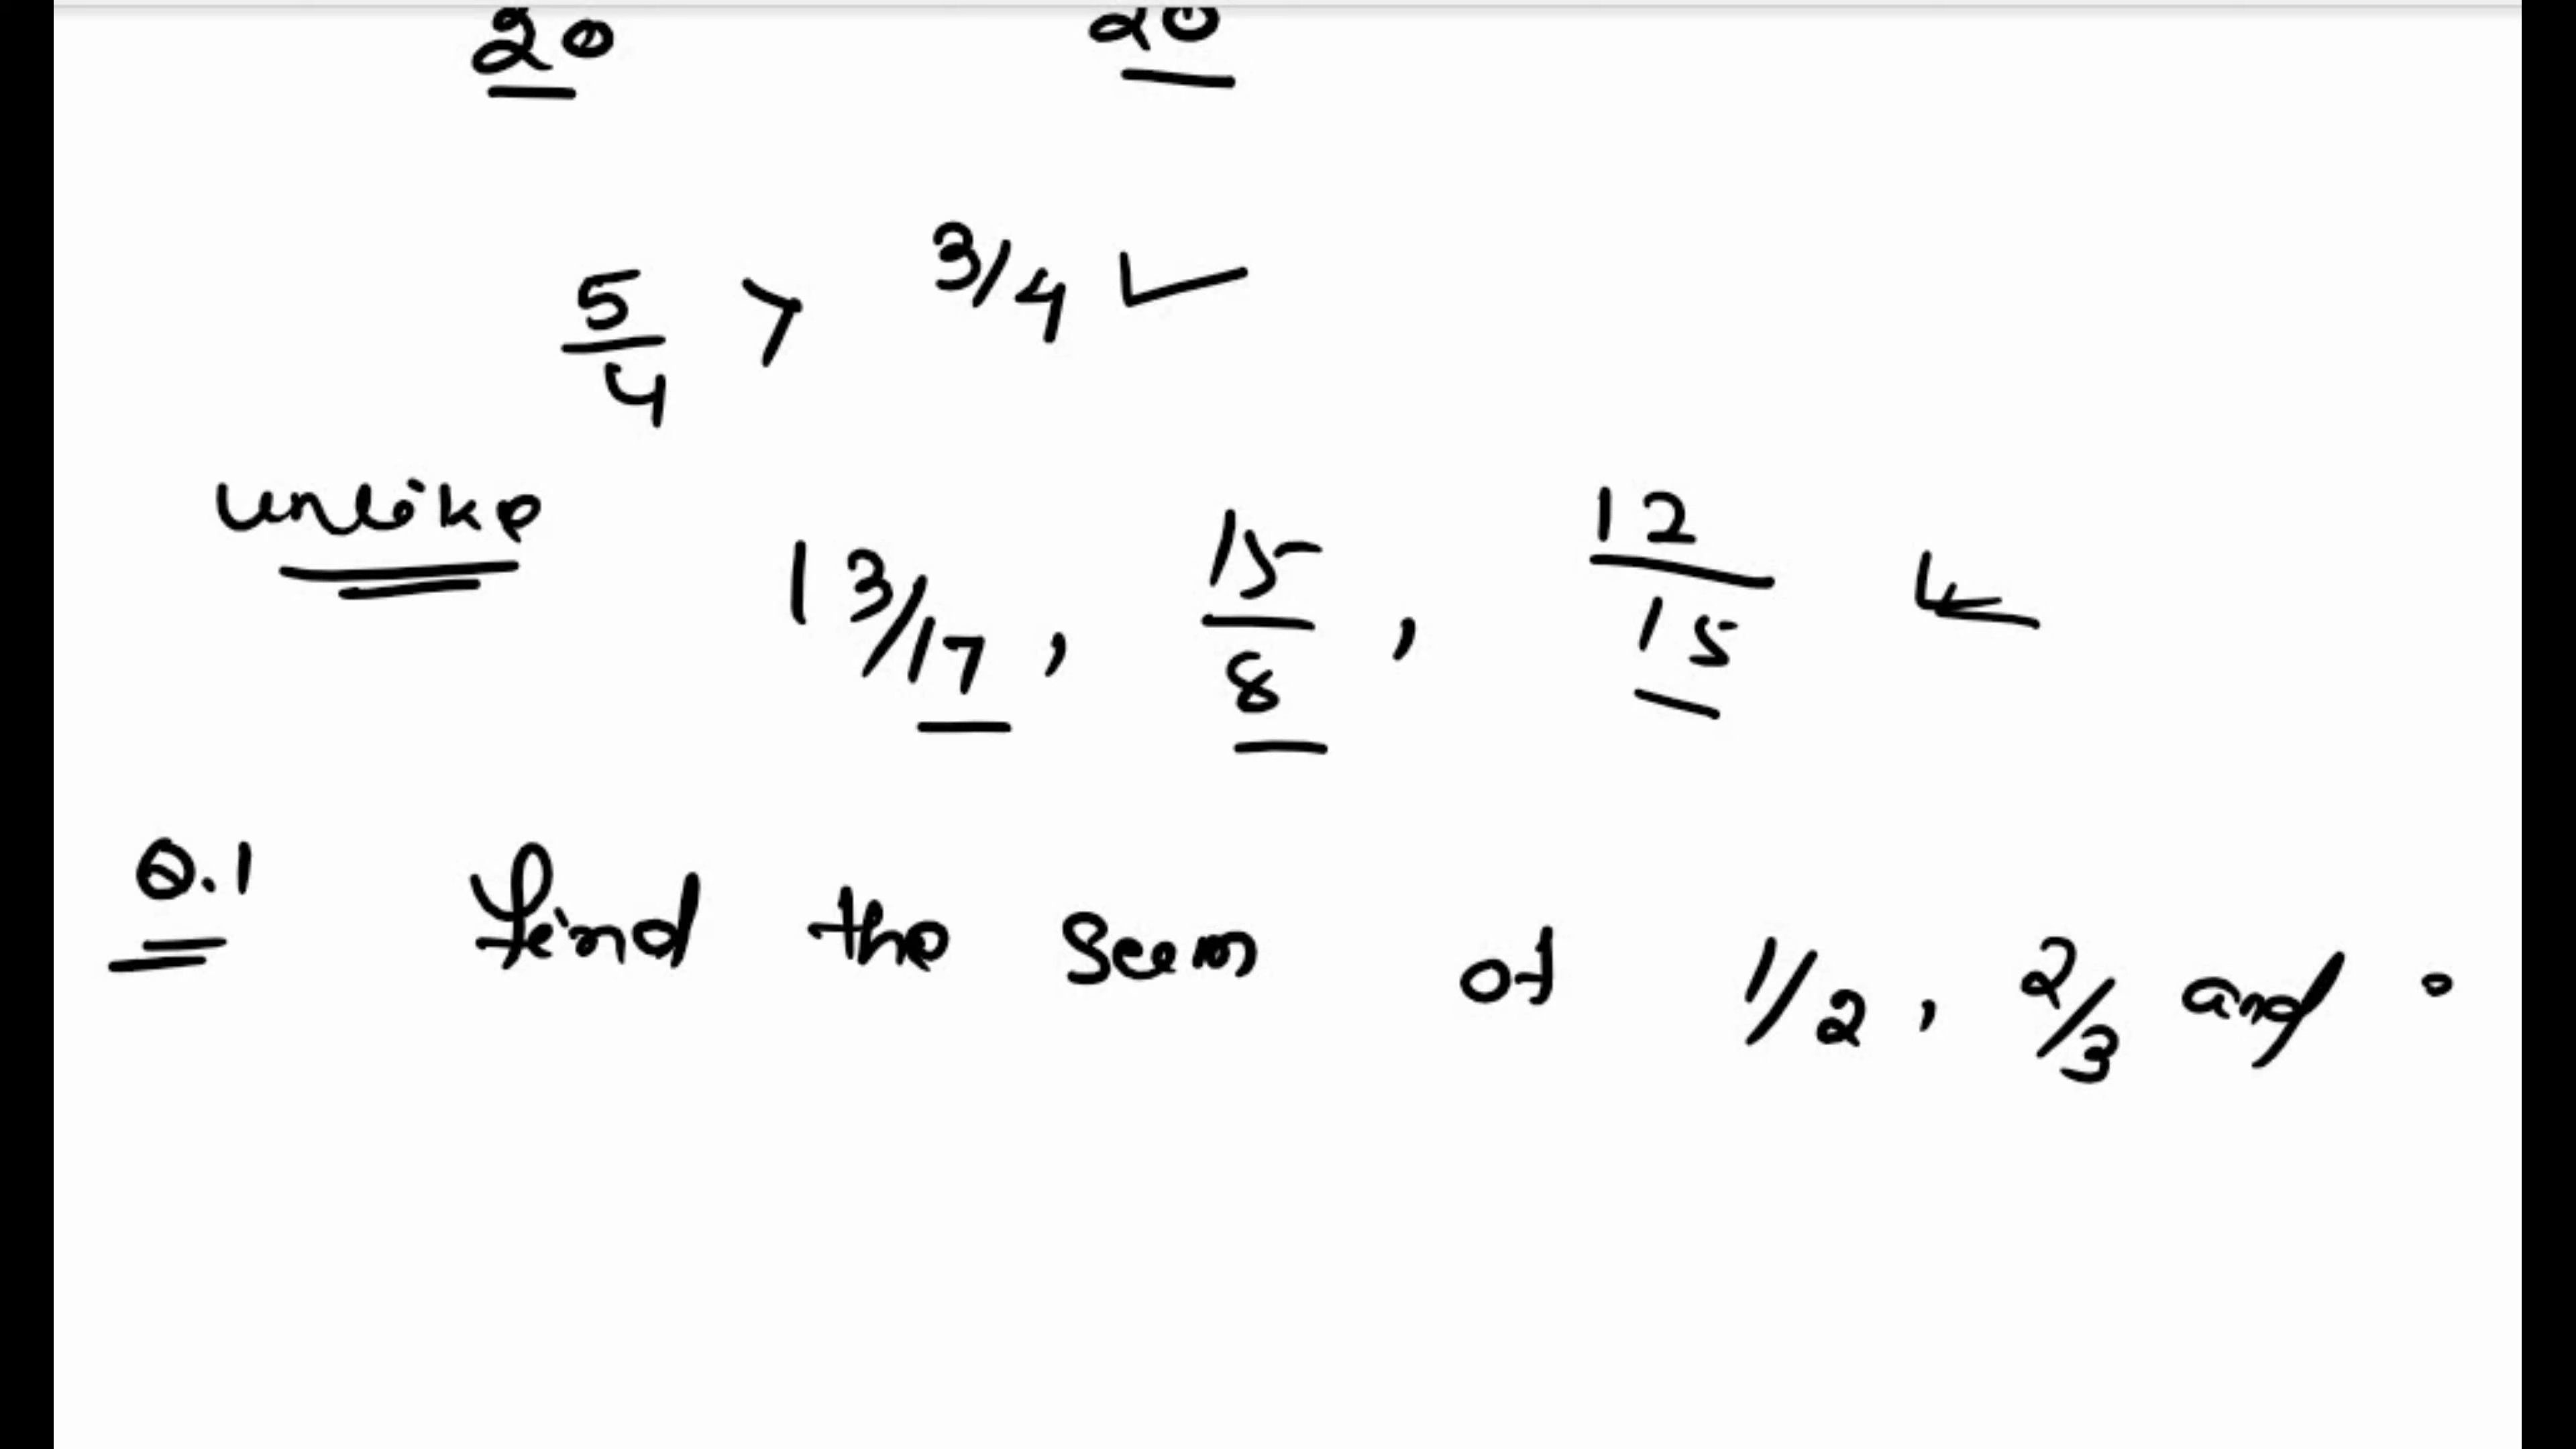 20 20
5/4 > 3/4
unlike 13/17, 15/8, 12/15
Q.1 find the sum of 1/2, 2/3 and